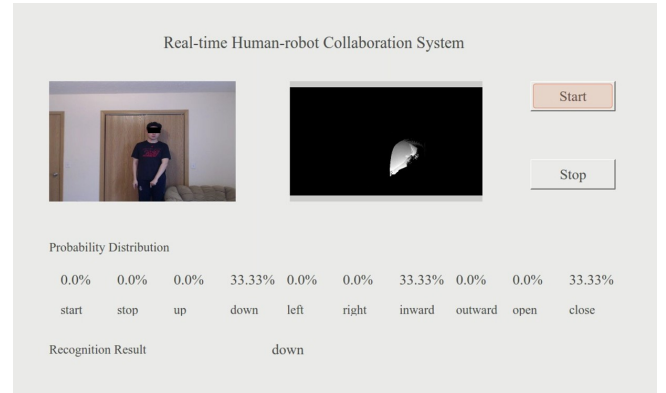 Real-time Human-robot Collaboration System
Start
Stop
Probability Distribution
0.0% 0.0% 0.0% 33.33% 0.0% 0.0% 33.33% 0.0% 0.0% 33.33%
start stop up down left right inward outward open close
Recognition Result down